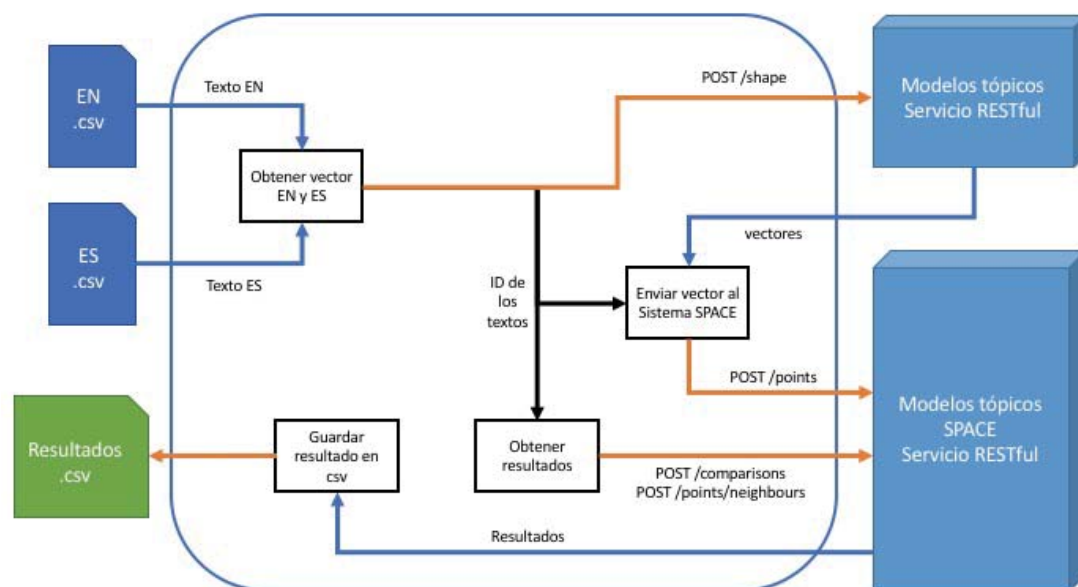 EN
.csv
Texto EN
POST /shape
Modelos tópicos
Servicio RESTful
Obtener vector
EN y ES
ES
.csv
Texto ES
vectores
ID de
los
textos
Enviar vector al
Sistema SPACE
POST /points
Modelos tópicos
SPACE
Servicio RESTful
Resultados
.csv
Guardar
resultado en
csv
Obtener
resultados
POST /comparisons
POST /points/neighbours
Resultados